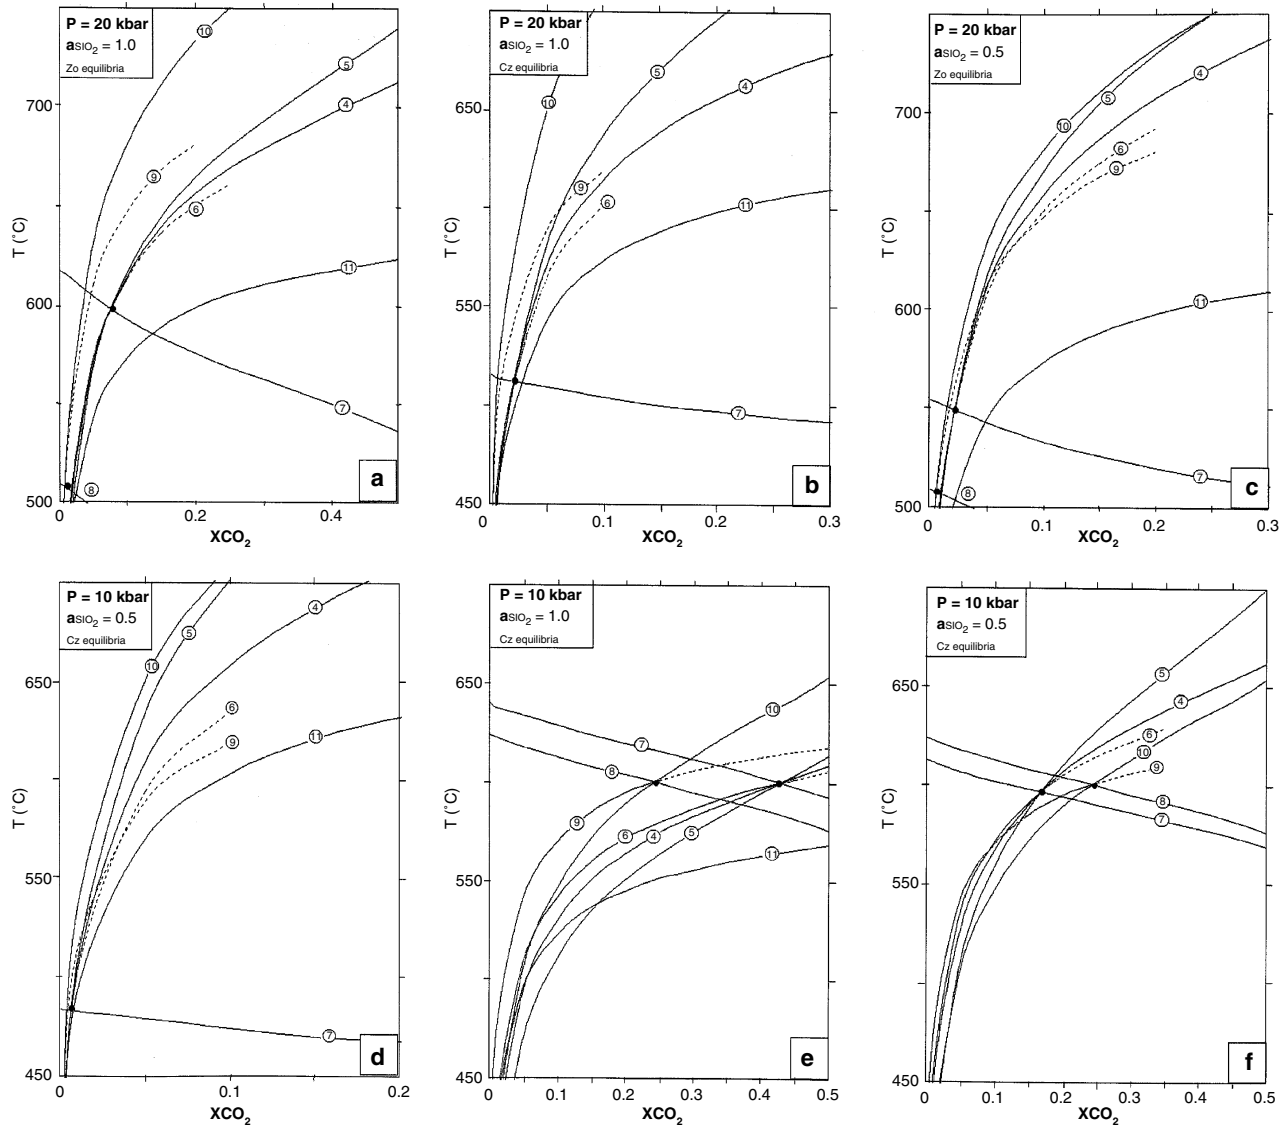 P = 20 kbar
aSIO2 = 1.0
Zo equilibria
10
5
4
9
6
11
7
8
700
600
500
T (°C)
0
0.2
0.4
XCO2
a
P = 20 kbar
aSIO2 = 1.0
Cz equilibria
10
5
4
9
6
11
7
650
550
450
T (°C)
0
0.1
0.2
0.3
XCO2
b
P = 20 kbar
aSIO2 = 0.5
Zo equilibria
10
5
4
6
9
11
7
8
700
600
500
T (°C)
0
0.1
0.2
0.3
XCO2
c
P = 10 kbar
aSIO2 = 0.5
Cz equilibria
4
5
10
6
9
11
7
650
550
450
T (°C)
0
0.1
0.2
XCO2
d
P = 10 kbar
aSIO2 = 1.0
Cz equilibria
10
7
8
9
6
4
5
11
650
550
450
T (°C)
0
0.1
0.2
0.3
0.4
0.5
XCO2
e
P = 10 kbar
aSIO2 = 0.5
Cz equilibria
5
4
6
10
9
8
7
650
550
450
T (°C)
0
0.1
0.2
0.3
0.4
0.5
XCO2
f